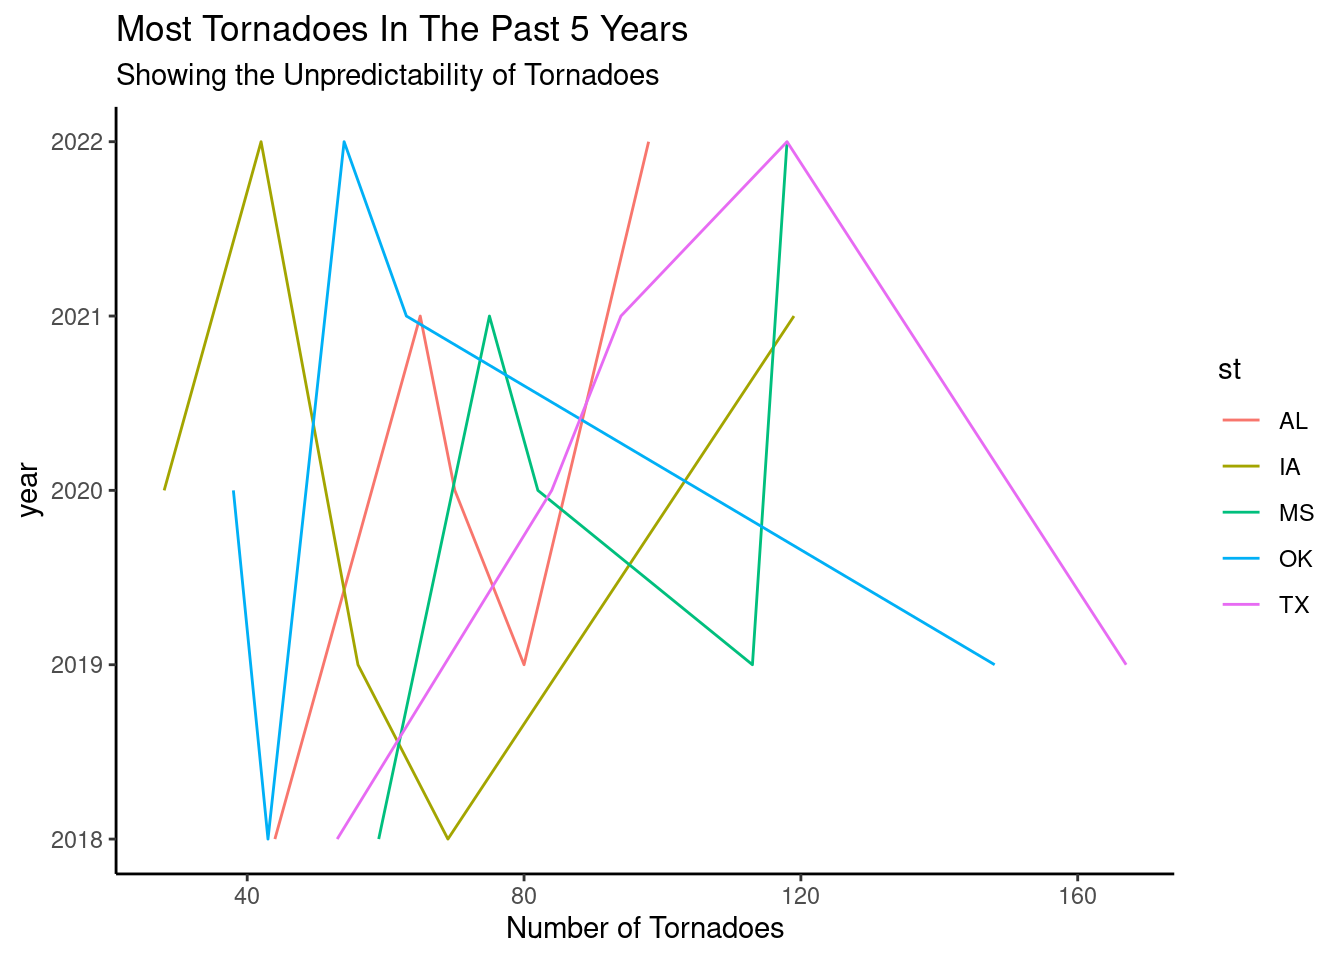 Most Tornadoes In The Past 5 Years
Showing the Unpredictability of Tornadoes
2022
2021
2020
2019
2018
year
40 80 120 160
Number of Tornadoes
st
AL
IA
MS
OK
TX